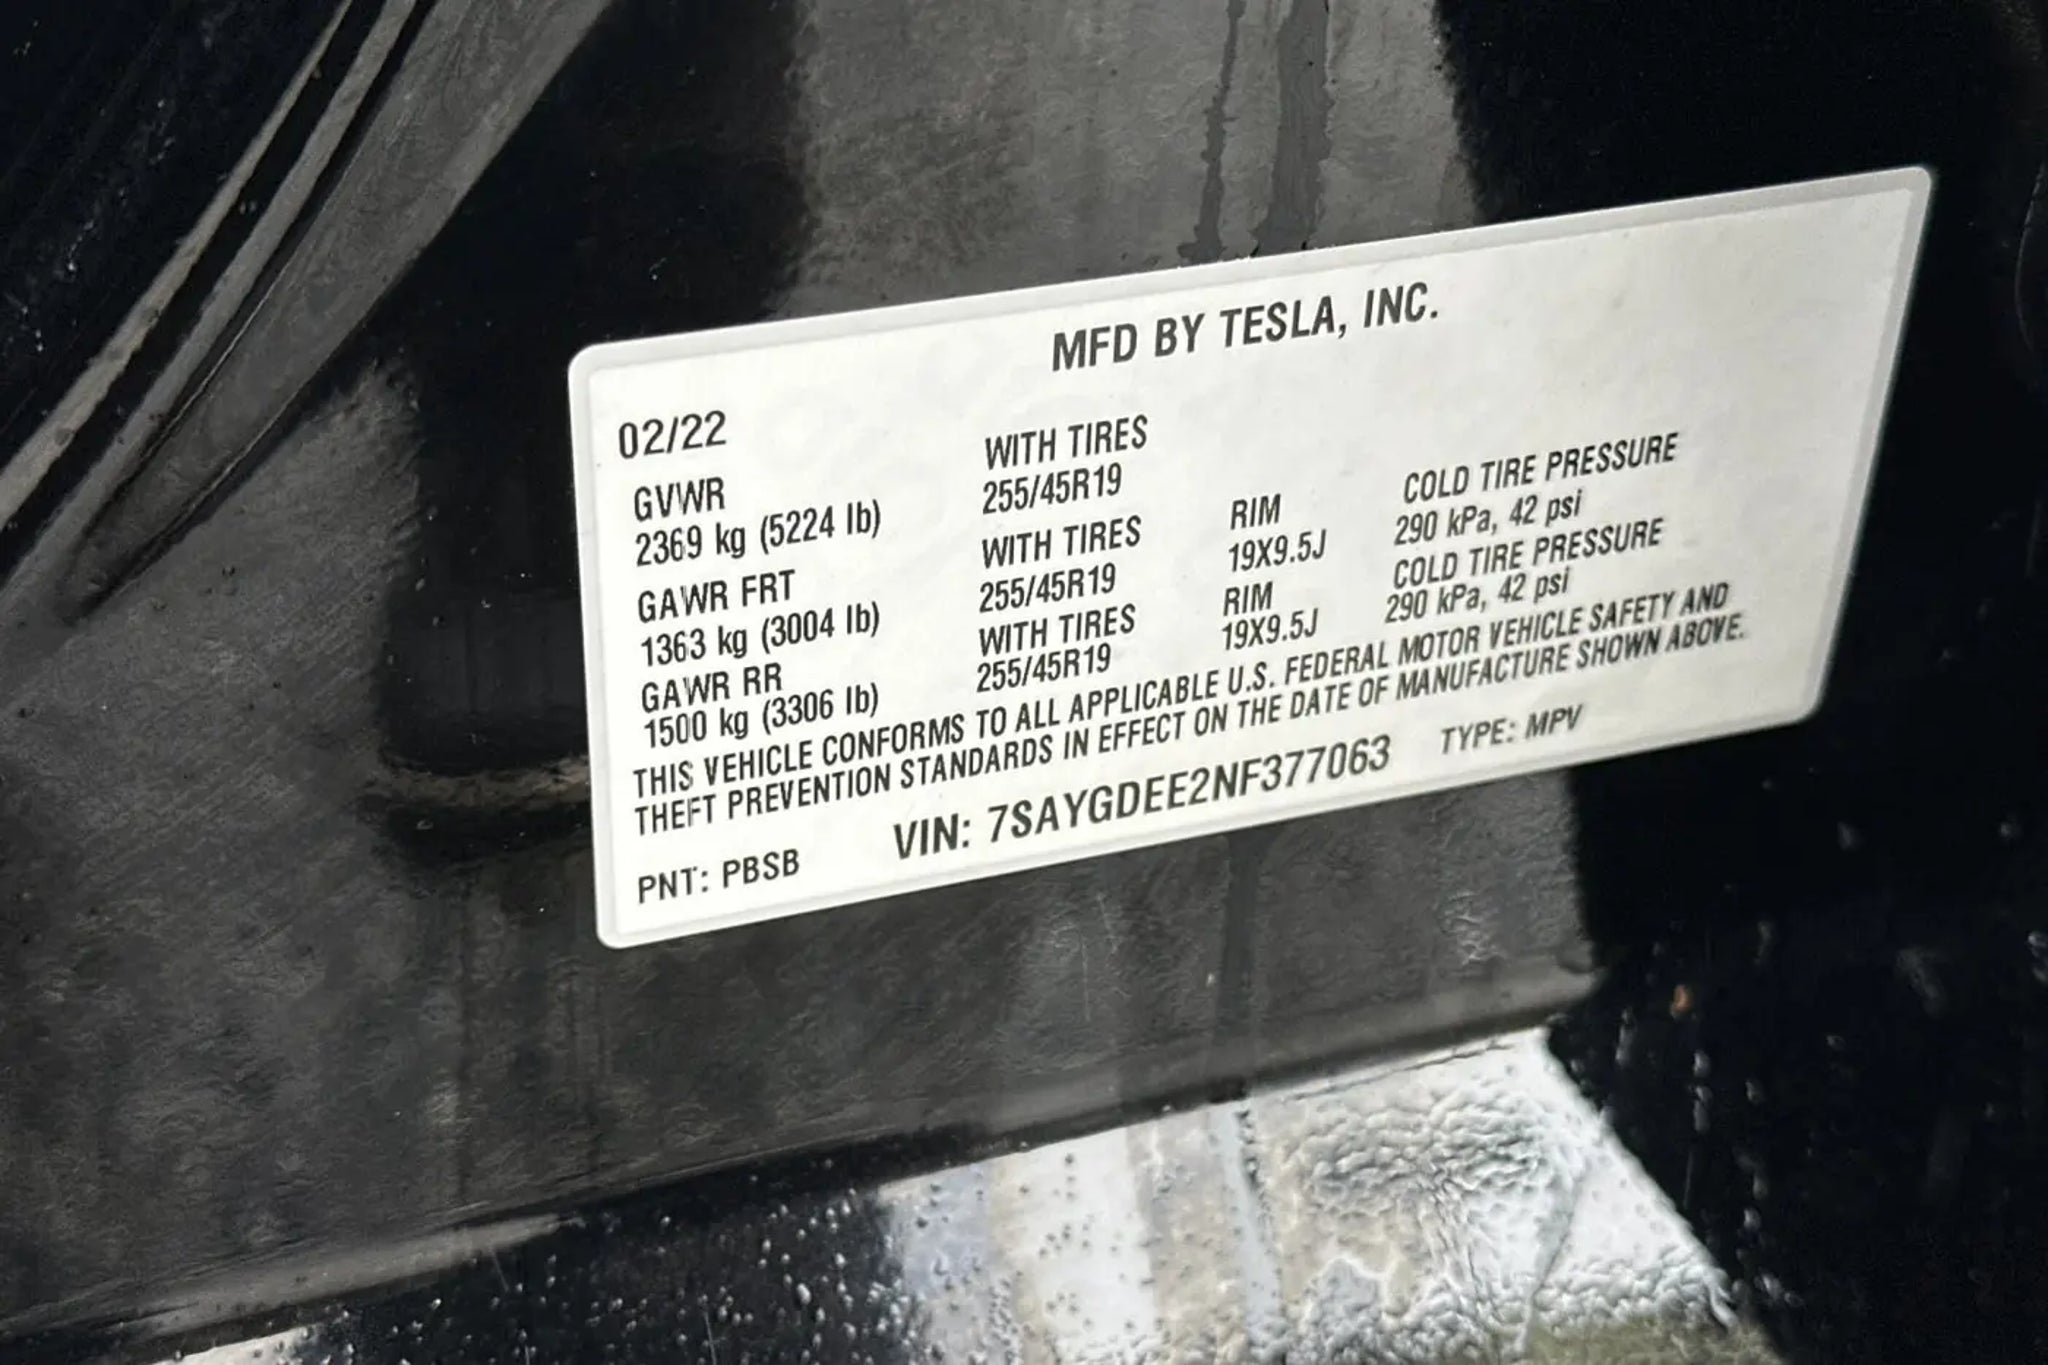 MFD BY TESLA, INC.
02/22
GVWR WITH TIRES
2369 kg (5224 lb) 255/45R19
GAWR FRT WITH TIRES RIM COLD TIRE PRESSURE
1363 kg (3004 lb) 255/45R19 19X9.5J 290 kPa, 42 psi
GAWR RR WITH TIRES RIM COLD TIRE PRESSURE
1500 kg (3306 lb) 255/45R19 19X9.5J 290 kPa, 42 psi
THIS VEHICLE CONFORMS TO ALL APPLICABLE U.S. FEDERAL MOTOR VEHICLE SAFETY AND
THEFT PREVENTION STANDARDS IN EFFECT ON THE DATE OF MANUFACTURE SHOWN ABOVE.
PNT: PBSB VIN: 7SAYGDEE2NF377063 TYPE: MPV